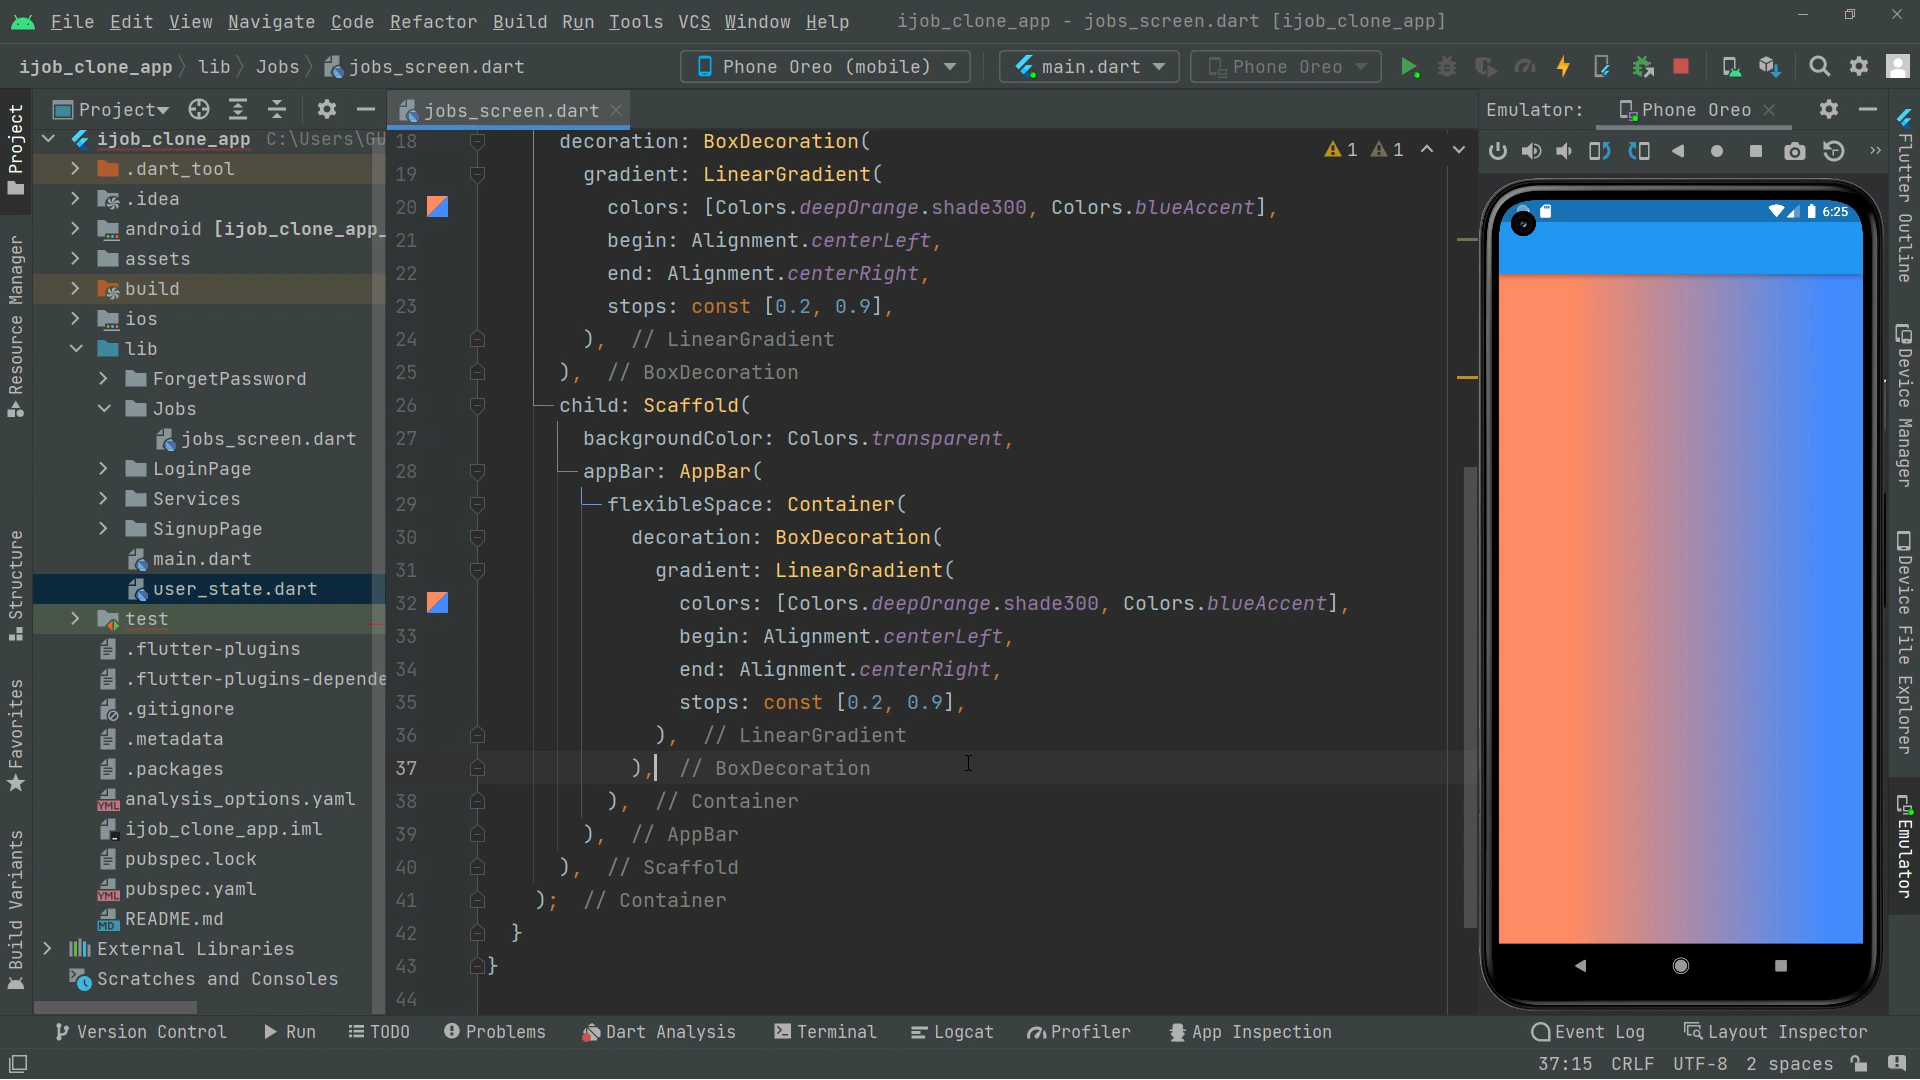 File Edit View Navigate Code Refactor Build Run Tools VCS Window Help ijob_clone_app - jobs_screen.dart [ijob_clone_app]
ijob_clone_app lib Jobs jobs_screen.dart Phone Oreo (mobile) main.dart Phone Oreo
Project jobs_screen.dart Emulator: Phone Oreo
ijob_clone_app C:\Users\GU
.dart_tool
.idea
android [ijob_clone_app_
assets
build
ios
lib
ForgetPassword
Jobs
jobs_screen.dart
LoginPage
Services
SignupPage
main.dart
user_state.dart
test
.flutter-plugins
.flutter-plugins-depende
.gitignore
.metadata
.packages
analysis_options.yaml
ijob_clone_app.iml
pubspec.lock
pubspec.yaml
README.md
External Libraries
Scratches and Consoles
Project
Resource Manager
Structure
Favorites
Build Variants
1 1
18 decoration: BoxDecoration(
19 gradient: LinearGradient(
20 colors: [Colors.deepOrange.shade300, Colors.blueAccent],
21 begin: Alignment.centerLeft,
22 end: Alignment.centerRight,
23 stops: const [0.2, 0.9],
24 ), // LinearGradient
25 ), // BoxDecoration
26 child: Scaffold(
27 backgroundColor: Colors.transparent,
28 appBar: AppBar(
29 flexibleSpace: Container(
30 decoration: BoxDecoration(
31 gradient: LinearGradient(
32 colors: [Colors.deepOrange.shade300, Colors.blueAccent],
33 begin: Alignment.centerLeft,
34 end: Alignment.centerRight,
35 stops: const [0.2, 0.9],
36 ), // LinearGradient
37 ), // BoxDecoration
38 ), // Container
39 ), // AppBar
40 ), // Scaffold
41 ); // Container
42 }
43 }
44
6:25
Flutter Outline
Device Manager
Device File Explorer
Emulator
Version Control Run TODO Problems Dart Analysis Terminal Logcat Profiler App Inspection Event Log Layout Inspector
37:15 CRLF UTF-8 2 spaces